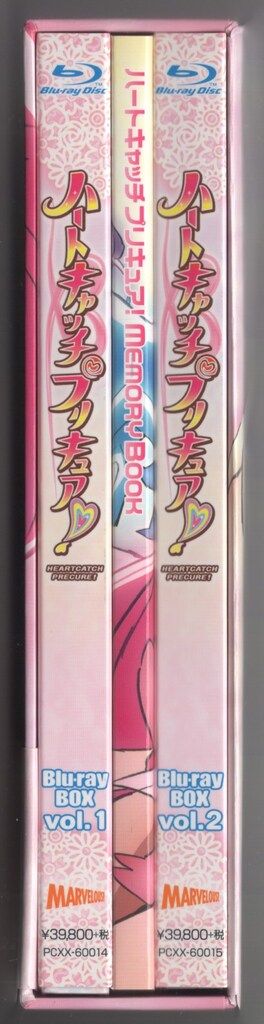 Blu-ray Disc
ハートキャッチプリキュア!
HEARTCATCH
PRECURE!
Blu-ray
BOX
vol.1
MARVELOUS!
¥39,800+税
PCXX-60014
ハートキャッチプリキュア! MEMORY BOOK
Blu-ray Disc
ハートキャッチプリキュア!
HEARTCATCH
PRECURE!
Blu-ray
BOX
vol.2
MARVELOUS!
¥39,800+税
PCXX-60015